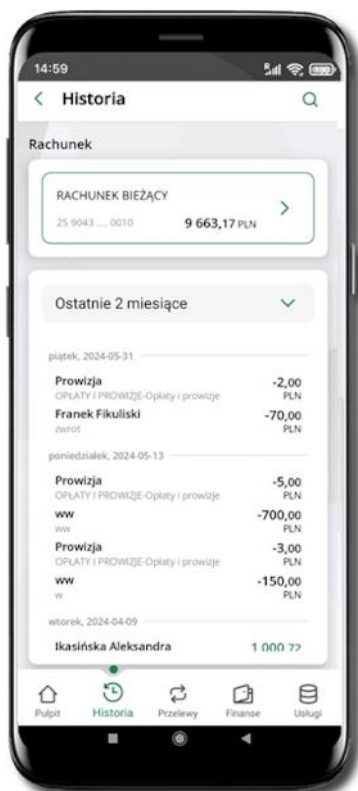 14:59
Historia
Rachunek
RACHUNEK BIEŻĄCY
25 9043 .... 0010 9 663,17 PLN
Ostatnie 2 miesiące
piątek, 2024-05-31
Prowizja -2,00
OPŁATY I PROWIZJE-Opłaty i prowizje PLN
Franek Fikuliski -70,00
zwrot PLN
poniedziałek, 2024-05-13
Prowizja -5,00
OPŁATY I PROWIZJE-Opłaty i prowizje PLN
ww -700,00
ww PLN
Prowizja -3,00
OPŁATY I PROWIZJE-Opłaty i prowizje PLN
ww -150,00
w PLN
wtorek, 2024-04-09
Ikasińska Aleksandra 1 000,72
Pulpit Historia Przelewy Finanse Usługi